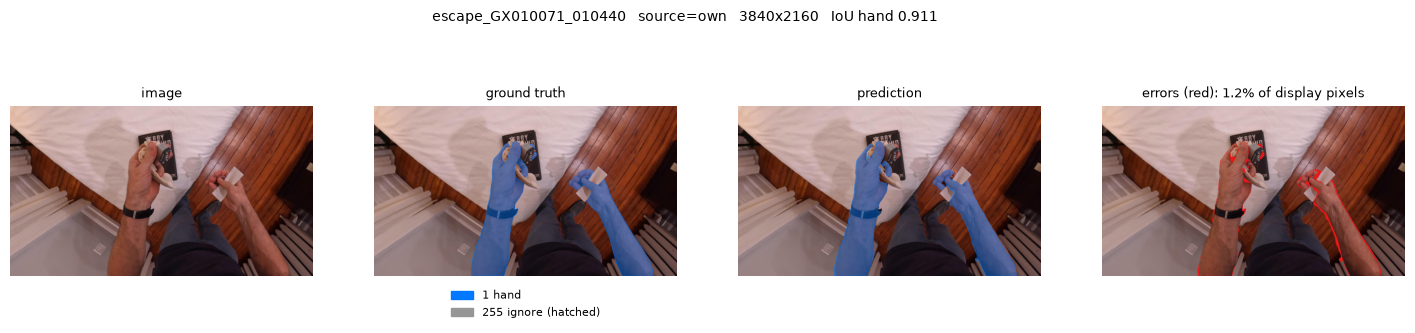 escape_GX010071_010440 source=own 3840x2160 IoU hand 0.911
image
ground truth
prediction
errors (red): 1.2% of display pixels
1 hand
255 ignore (hatched)